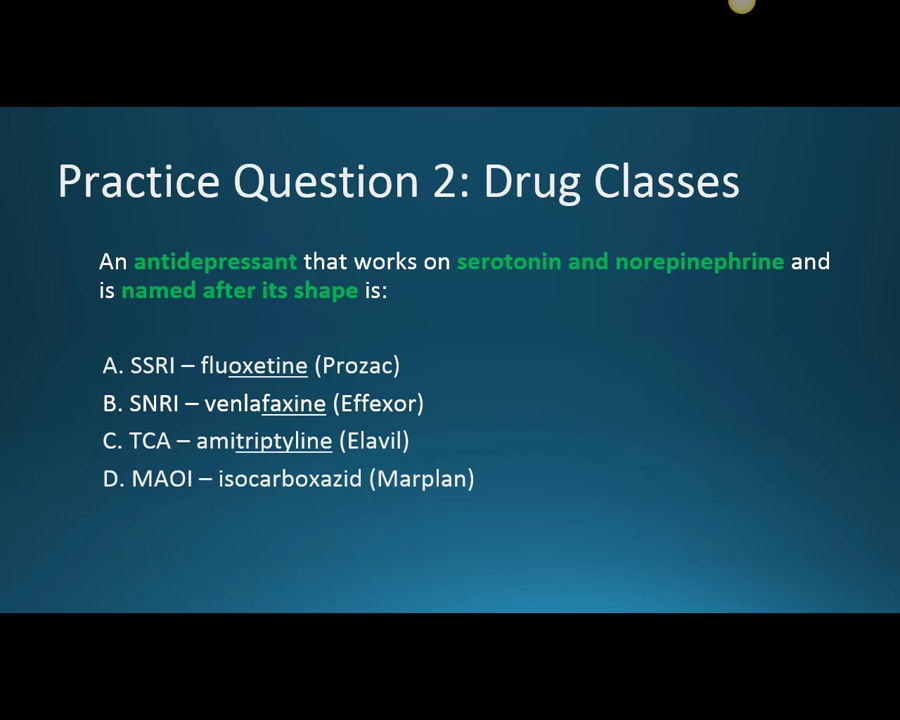 Practice Question 2: Drug Classes
An antidepressant that works on serotonin and norepinephrine and
is named after its shape is:
A. SSRI – fluoxetine (Prozac)
B. SNRI – venlafaxine (Effexor)
C. TCA – amitriptyline (Elavil)
D. MAOI – isocarboxazid (Marplan)